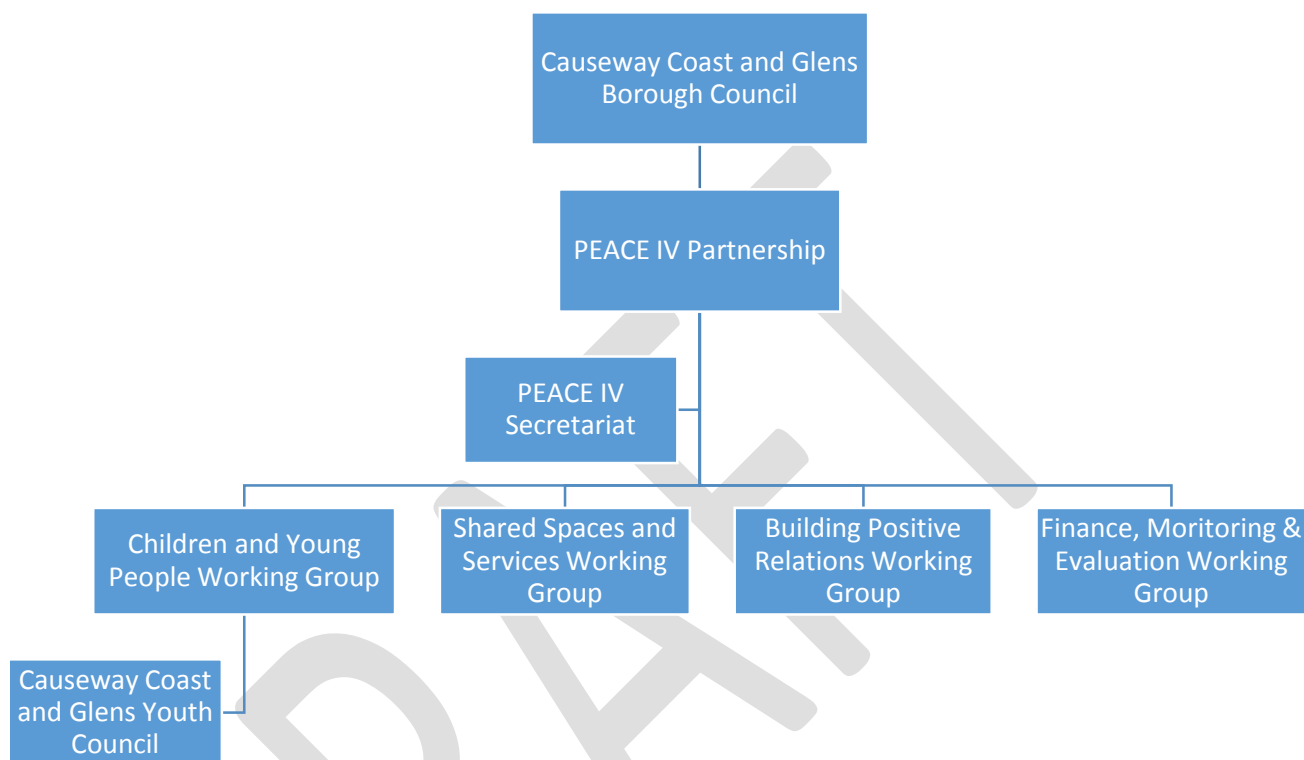 Causeway Coast and Glens
Borough Council
PEACE IV Partnership
PEACE IV
Secretariat
Children and Young
People Working Group
Shared Spaces and
Services Working
Group
Building Positive
Relations Working
Group
Finance, Moritoring &
Evaluation Working
Group
Causeway Coast
and Glens Youth
Council
DRAFT